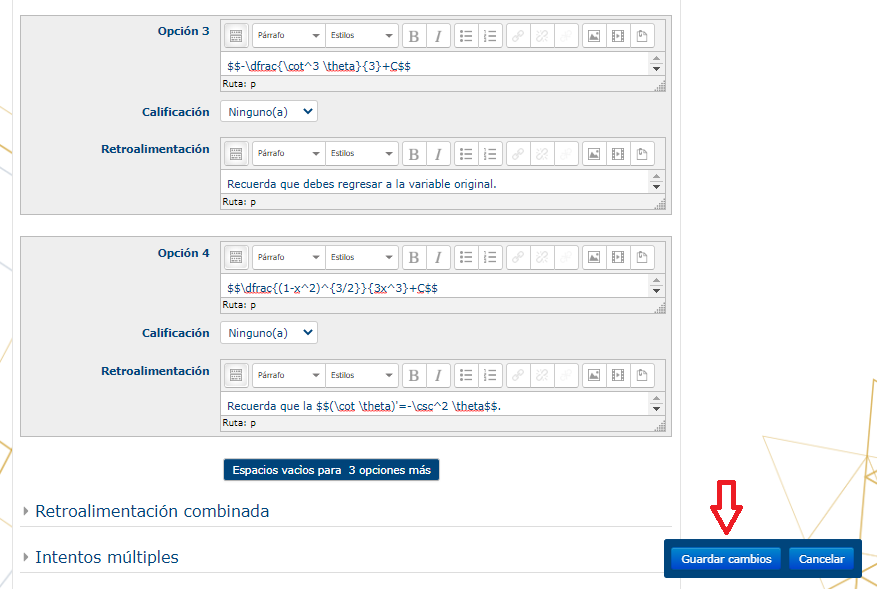 Opción 3
Párrafo Estilos B I
$$-\dfrac{\cot^3 \theta}{3}+C$$
Ruta: p
Calificación Ninguno(a)
Retroalimentación
Párrafo Estilos B I
Recuerda que debes regresar a la variable original.
Ruta: p
Opción 4
Párrafo Estilos B I
$$\dfrac{(1-x^2)^{3/2}}{3x^3}+C$$
Ruta: p
Calificación Ninguno(a)
Retroalimentación
Párrafo Estilos B I
Recuerda que la $$(\cot \theta)'=-\csc^2 \theta$$.
Ruta: p
Espacios vacios para 3 opciones más
Retroalimentación combinada
Intentos múltiples
Guardar cambios Cancelar